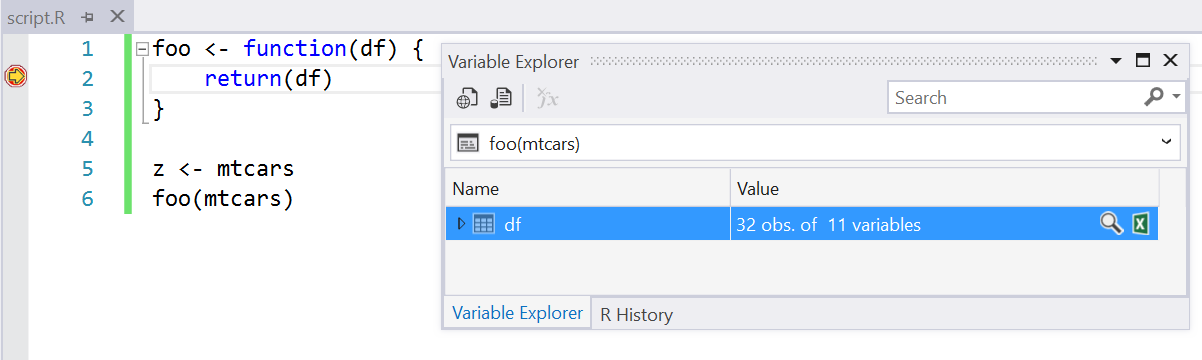 script.R
1 foo <- function(df) {
2     return(df)
3 }
4
5 z <- mtcars
6 foo(mtcars)
Variable Explorer
Search
foo(mtcars)
Name Value
df 32 obs. of 11 variables
Variable Explorer R History